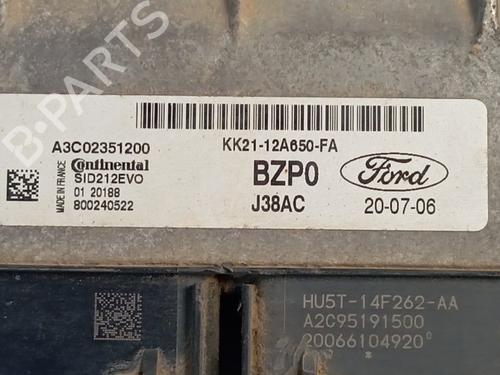 B-PARTS
A3C02351200
KK21-12A650-FA
MADE IN FRANCE
Continental
SID212EVO
01 20188
800240522
BZP0
J38AC
Ford
20-07-06
HU5T-14F262-AA
A2C95191500
20066104920